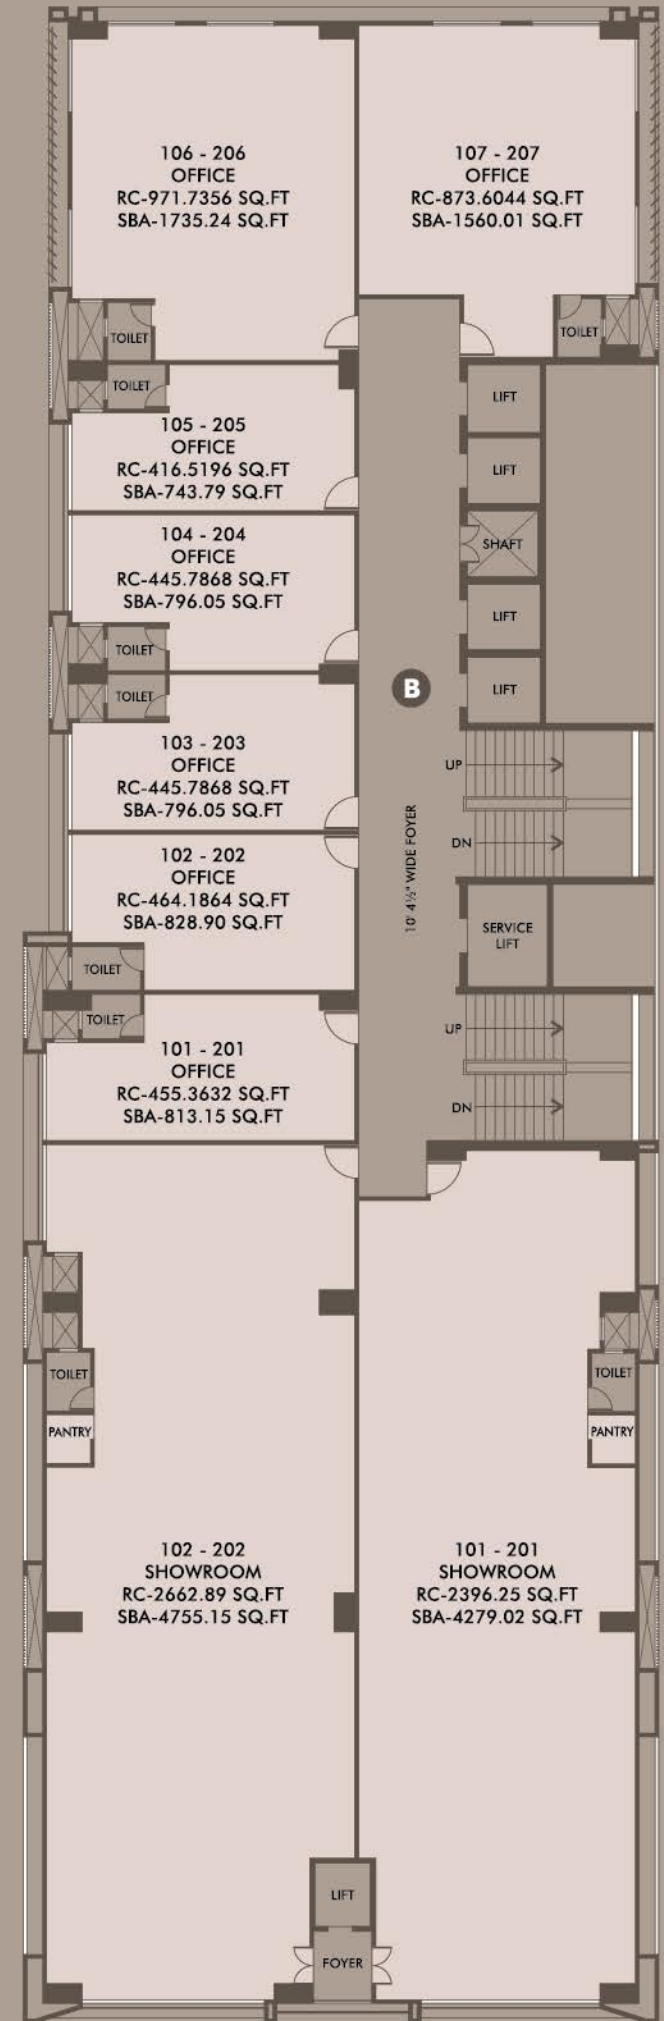 106 - 206
OFFICE
RC-971.7356 SQ.FT
SBA-1735.24 SQ.FT
107 - 207
OFFICE
RC-873.6044 SQ.FT
SBA-1560.01 SQ.FT
TOILET
TOILET
TOILET
LIFT
105 - 205
OFFICE
RC-416.5196 SQ.FT
SBA-743.79 SQ.FT
LIFT
104 - 204
OFFICE
RC-445.7868 SQ.FT
SBA-796.05 SQ.FT
SHAFT
LIFT
TOILET
TOILET
LIFT
B
103 - 203
OFFICE
RC-445.7868 SQ.FT
SBA-796.05 SQ.FT
UP
DN
10' 4½" WIDE FOYER
102 - 202
OFFICE
RC-464.1864 SQ.FT
SBA-828.90 SQ.FT
SERVICE
LIFT
TOILET
TOILET
UP
DN
101 - 201
OFFICE
RC-455.3632 SQ.FT
SBA-813.15 SQ.FT
TOILET
TOILET
PANTRY
PANTRY
102 - 202
SHOWROOM
RC-2662.89 SQ.FT
SBA-4755.15 SQ.FT
101 - 201
SHOWROOM
RC-2396.25 SQ.FT
SBA-4279.02 SQ.FT
LIFT
FOYER